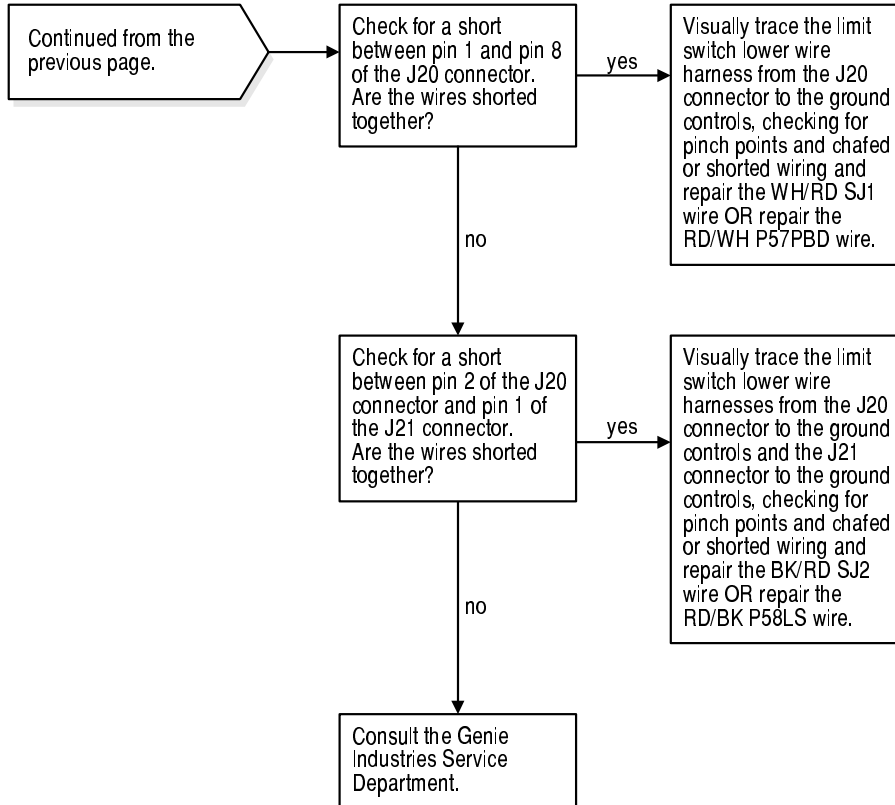 Continued from the
previous page.
Check for a short
between pin 1 and pin 8
of the J20 connector.
Are the wires shorted
together?
yes
Visually trace the limit
switch lower wire
harness from the J20
connector to the ground
controls, checking for
pinch points and chafed
or shorted wiring and
repair the WH/RD SJ1
wire OR repair the
RD/WH P57PBD wire.
no
Check for a short
between pin 2 of the J20
connector and pin 1 of
the J21 connector.
Are the wires shorted
together?
yes
Visually trace the limit
switch lower wire
harnesses from the J20
connector to the ground
controls and the J21
connector to the ground
controls, checking for
pinch points and chafed
or shorted wiring and
repair the BK/RD SJ2
wire OR repair the
RD/BK P58LS wire.
no
Consult the Genie
Industries Service
Department.